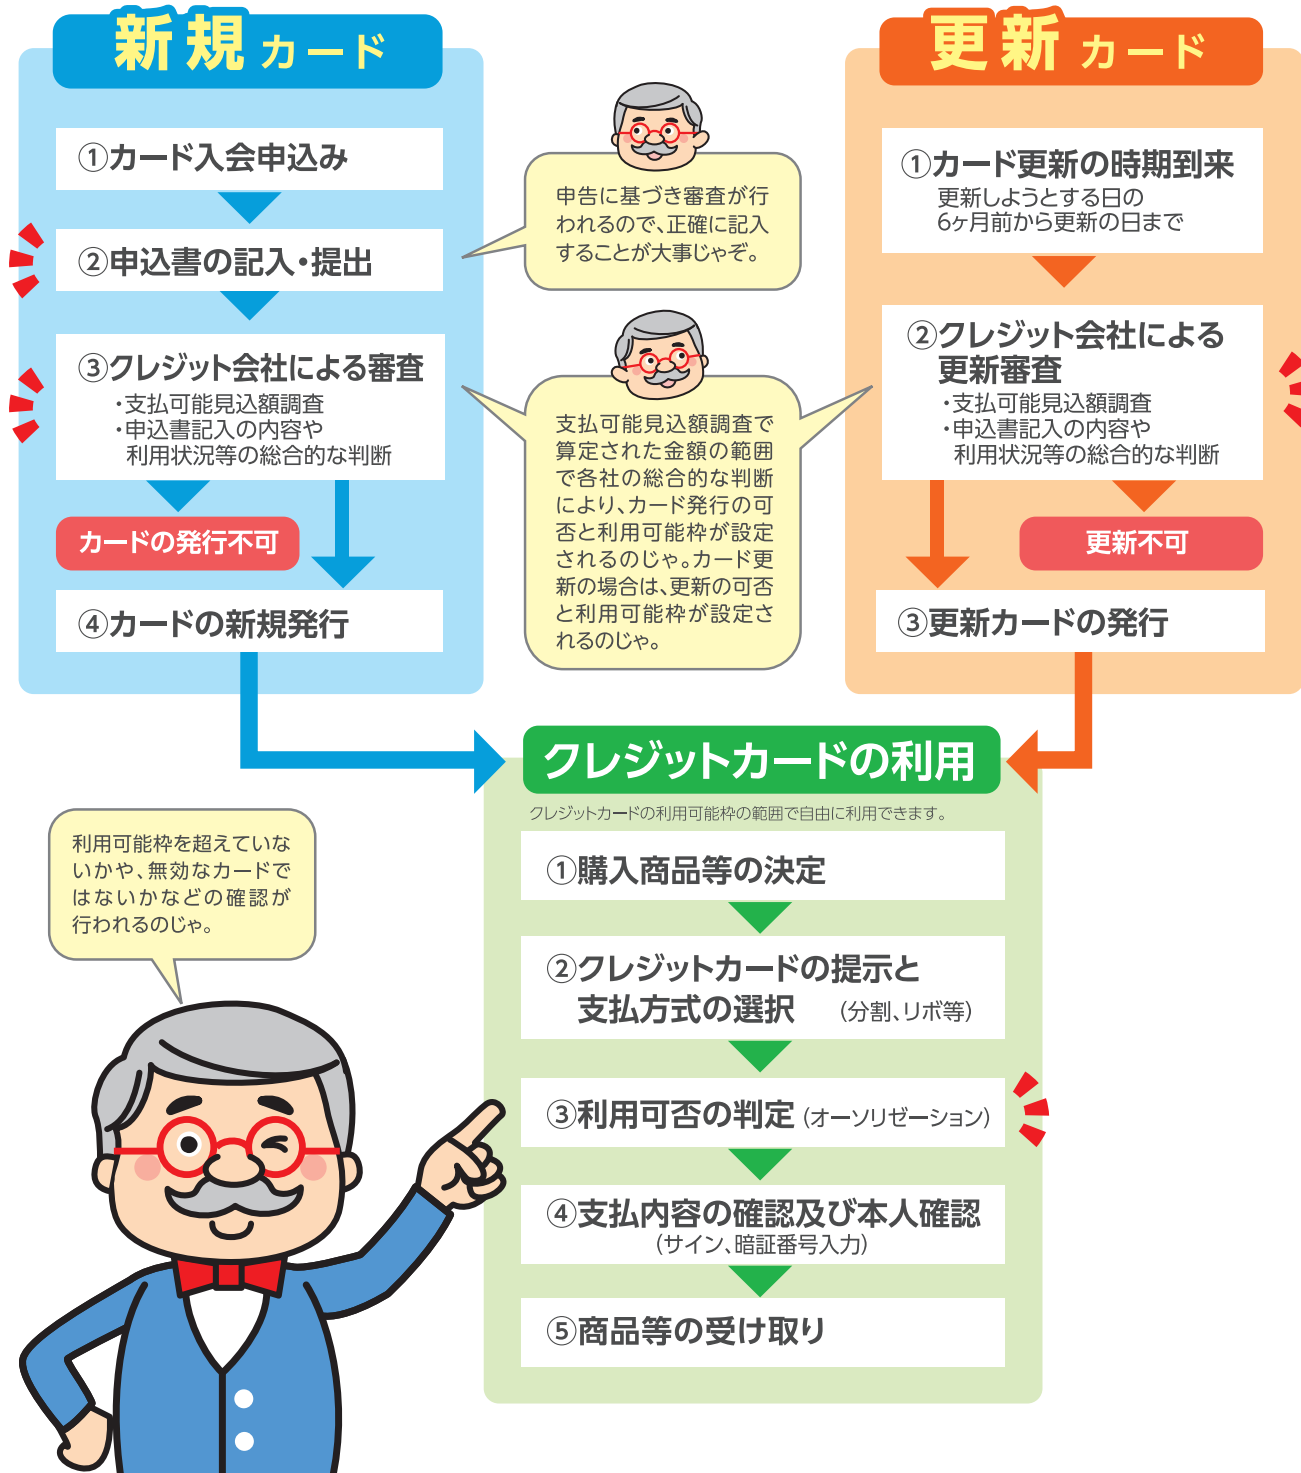 新規カード
①カード入会申込み
②申込書の記入・提出
③クレジット会社による審査
・支払可能見込額調査
・申込書記入の内容や
利用状況等の総合的な判断
カードの発行不可
④カードの新規発行
申告に基づき審査が行
われるので、正確に記入
することが大事じゃぞ。
支払可能見込額調査で
算定された金額の範囲
で各社の総合的な判断
により、カード発行の可
否と利用可能枠が設定
されるのじゃ。カード更
新の場合は、更新の可否
と利用可能枠が設定さ
れるのじゃ。
更新カード
①カード更新の時期到来
更新しようとする日の
6ヶ月前から更新の日まで
②クレジット会社による
更新審査
・支払可能見込額調査
・申込書記入の内容や
利用状況等の総合的な判断
更新不可
③更新カードの発行
クレジットカードの利用
クレジットカードの利用可能枠の範囲で自由に利用できます。
①購入商品等の決定
②クレジットカードの提示と
支払方式の選択 （分割、リボ等）
③利用可否の判定（オーソリゼーション）
④支払内容の確認及び本人確認
（サイン、暗証番号入力）
⑤商品等の受け取り
利用可能枠を超えていな
いかや、無効なカードで
はないかなどの確認が
行われるのじゃ。